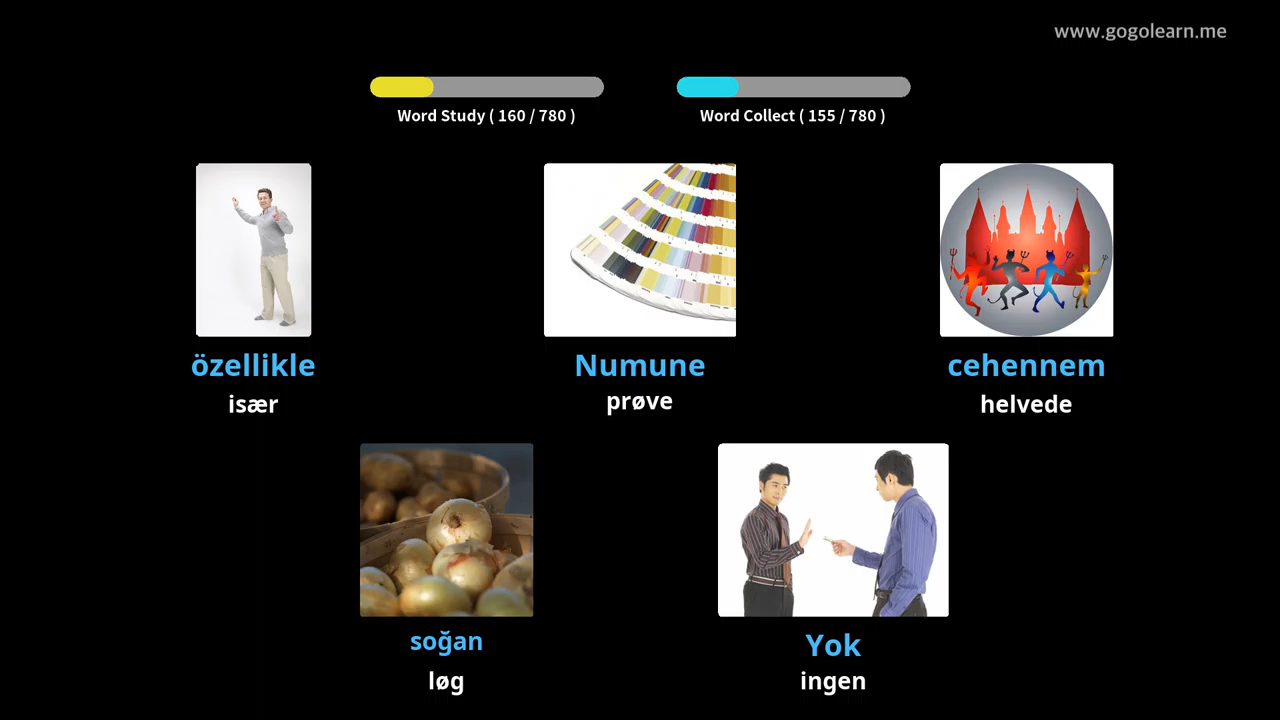 www.gogolearn.me
Word Study ( 160 / 780 )
Word Collect ( 155 / 780 )
özellikle
især
Numune
prøve
cehennem
helvede
soğan
løg
Yok
ingen